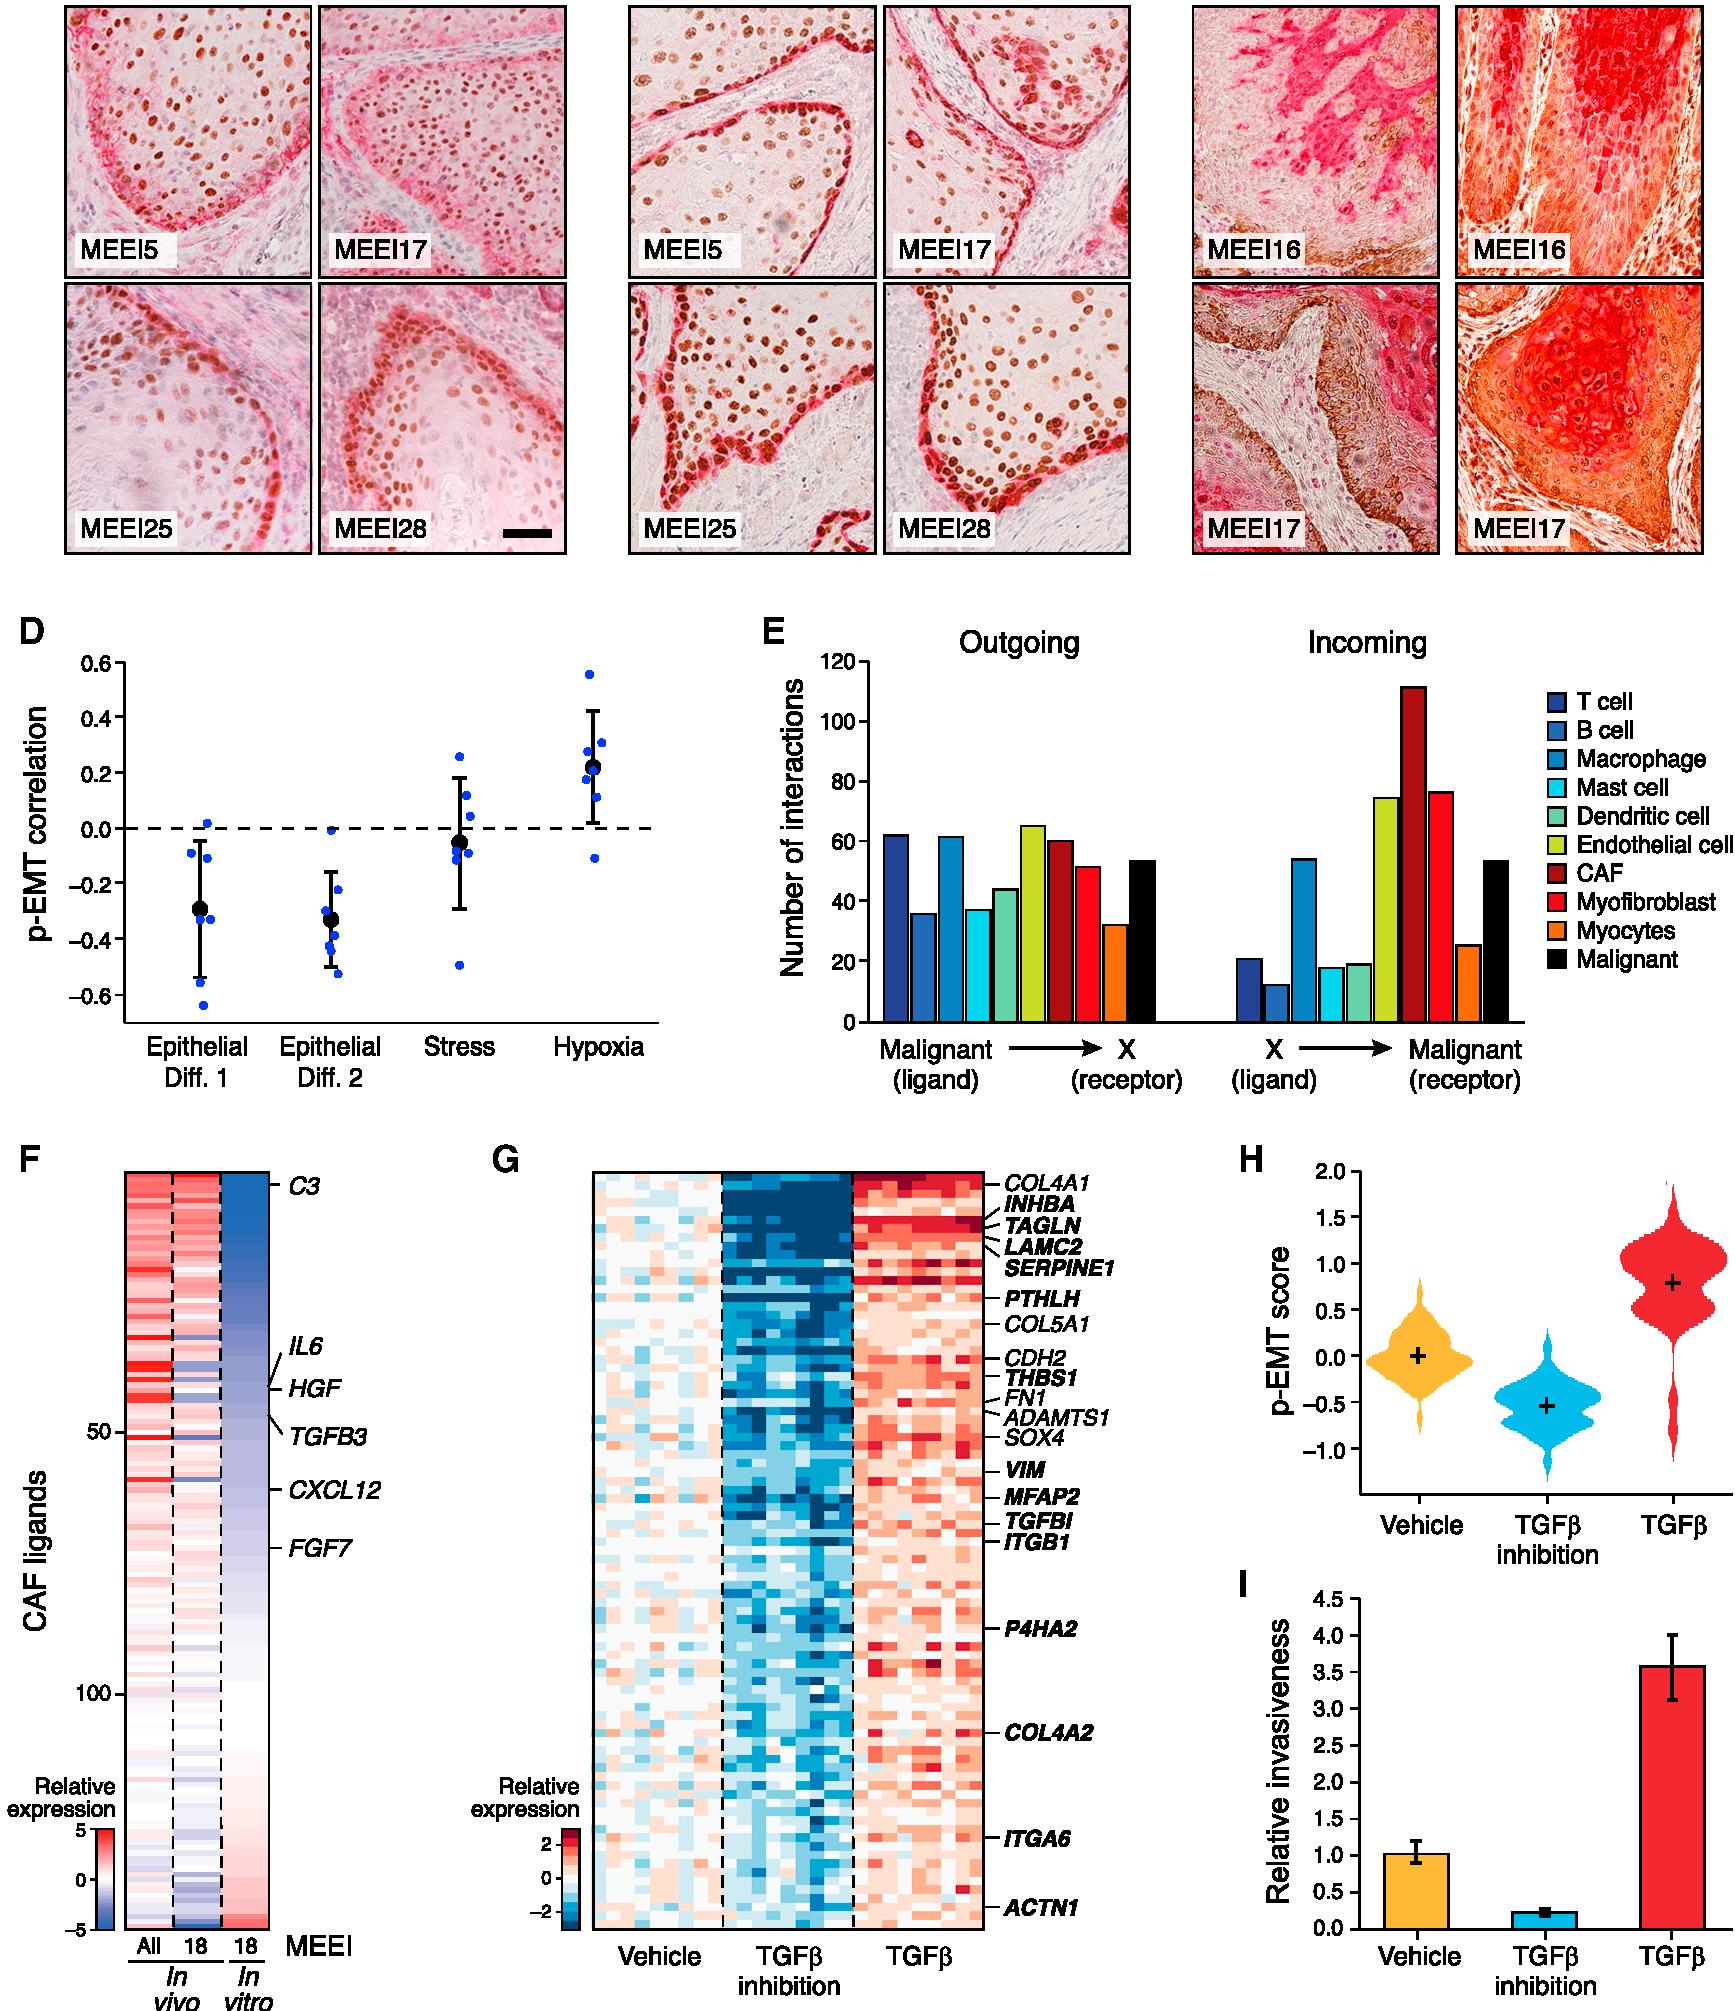 MEEI5
MEEI17
MEEI5
MEEI17
MEEI16
MEEI16
MEEI25
MEEI28
MEEI25
MEEI28
MEEI17
MEEI17
D
p-EMT correlation
0.6
0.4
0.2
0.0
–0.2
–0.4
–0.6
Epithelial
Diff. 1
Epithelial
Diff. 2
Stress
Hypoxia
E
Outgoing
Incoming
Number of interactions
120
100
80
60
40
20
0
Malignant
(ligand)
X
(receptor)
X
(ligand)
Malignant
(receptor)
T cell
B cell
Macrophage
Mast cell
Dendritic cell
Endothelial cell
CAF
Myofibroblast
Myocytes
Malignant
F
CAF ligands
50
100
C3
IL6
HGF
TGFB3
CXCL12
FGF7
Relative
expression
5
0
–5
All
18
18
MEEI
In
vivo
In
vitro
G
COL4A1
INHBA
TAGLN
LAMC2
SERPINE1
PTHLH
COL5A1
CDH2
THBS1
FN1
ADAMTS1
SOX4
VIM
MFAP2
TGFBI
ITGB1
P4HA2
COL4A2
ITGA6
ACTN1
Relative
expression
2
0
–2
Vehicle
TGFβ
inhibition
TGFβ
H
p-EMT score
2.0
1.5
1.0
0.5
0.0
–0.5
–1.0
Vehicle
TGFβ
inhibition
TGFβ
I
Relative invasiveness
4.5
4.0
3.5
3.0
2.5
2.0
1.5
1.0
0.5
0.0
Vehicle
TGFβ
inhibition
TGFβ